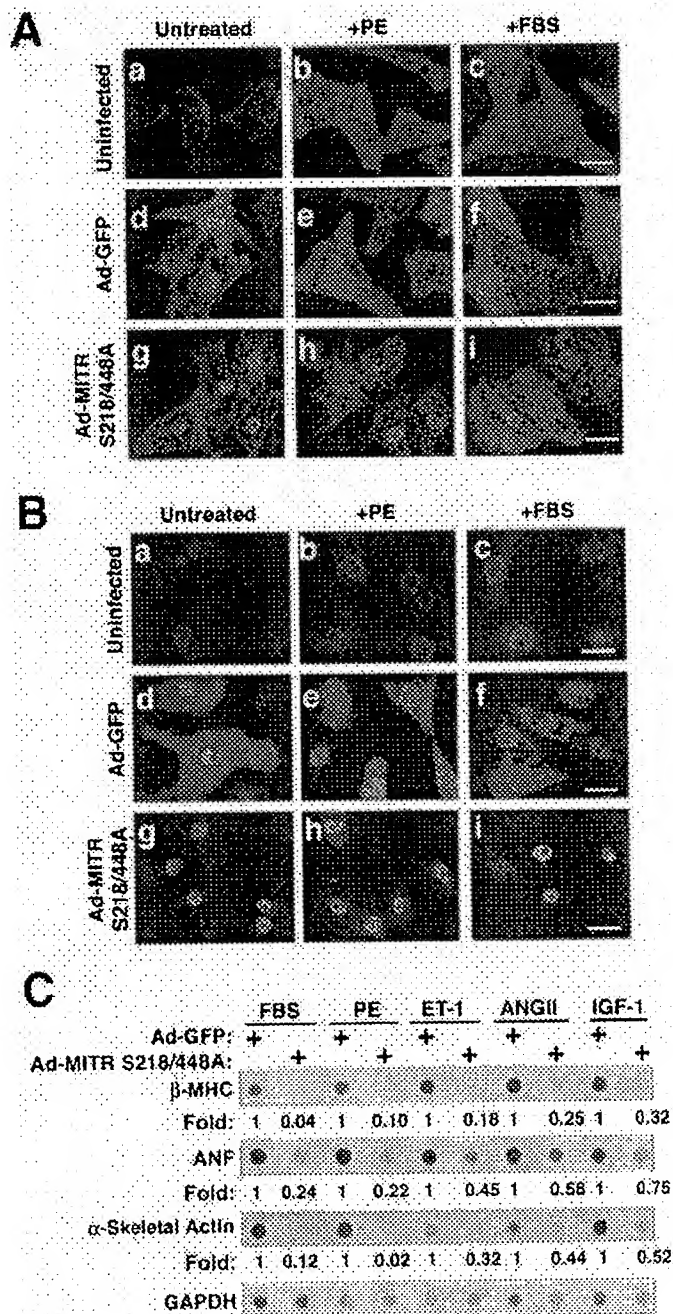 A
Untreated +PE +FBS
Uninfected
a b c
Ad-GFP
d e f
Ad-MITR
S218/448A
g h i
B
Untreated +PE +FBS
Uninfected
a b c
Ad-GFP
d e f
Ad-MITR
S218/448A
g h i
C
FBS PE ET-1 ANGII IGF-1
Ad-GFP: + + + + +
Ad-MITR S218/448A: + + + + +
β-MHC
Fold: 1 0.04 1 0.10 1 0.18 1 0.25 1 0.32
ANF
Fold: 1 0.24 1 0.22 1 0.45 1 0.58 1 0.75
α-Skeletal Actin
Fold: 1 0.12 1 0.02 1 0.32 1 0.44 1 0.52
GAPDH